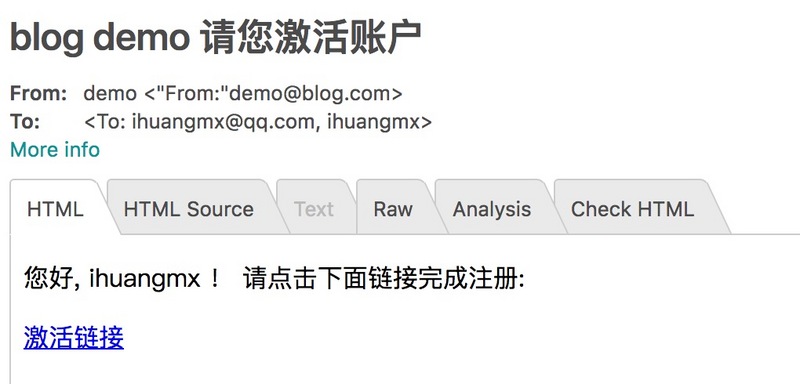 blog demo 请您激活账户
From: demo <"From:"demo@blog.com>
To: <To: ihuangmx@qq.com, ihuangmx>
More info
HTML HTML Source Text Raw Analysis Check HTML
您好, ihuangmx ！ 请点击下面链接完成注册:
激活链接